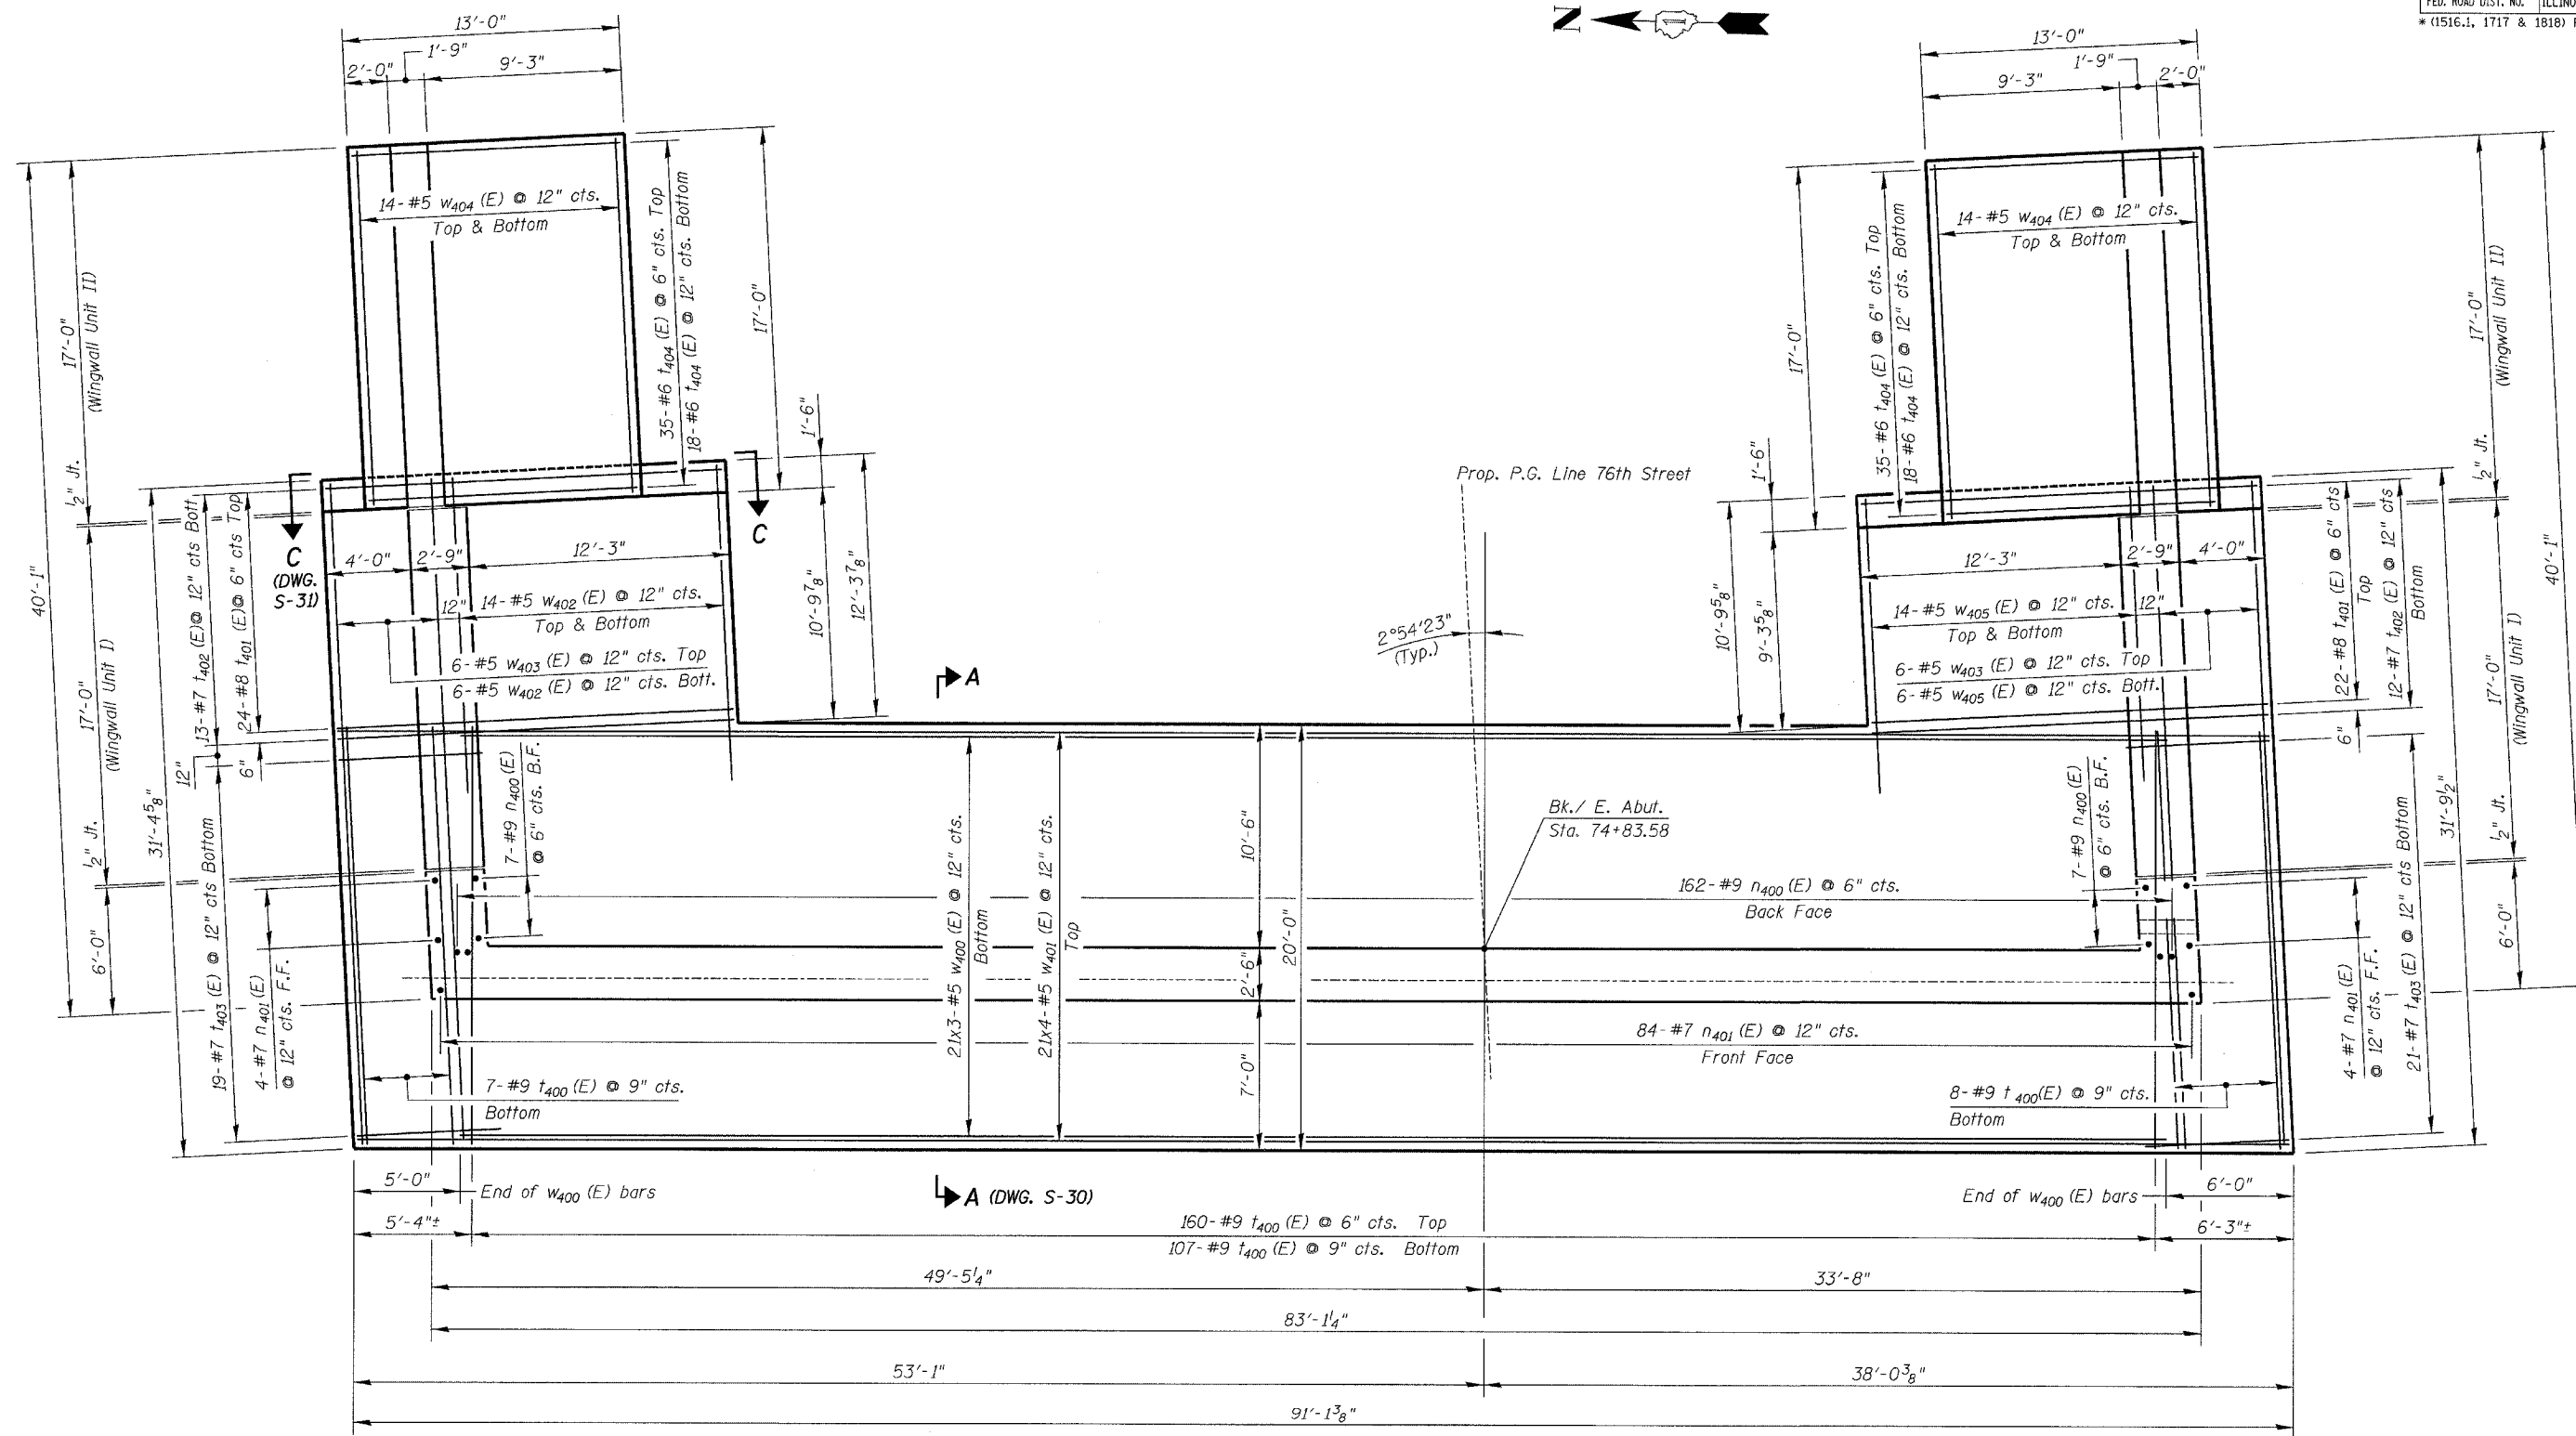 FED. ROAD DIST. NO.
* (1516.1, 1717 & 1818)
N
13'-0"
2'-0"
1'-9"
9'-3"
13'-0"
9'-3"
1'-9"
2'-0"
14-#5 w404 (E) @ 12" cts.
Top & Bottom
35-#6 t404 (E) @ 6" cts. Top
18-#6 t404 (E) @ 12" cts. Bottom
17'-0"
1'-6"
10'-9 7/8"
12'-3 7/8"
40'-1"
17'-0"
(Wingwall Unit II)
1/2" Jt.
17'-0"
(Wingwall Unit I)
1/2" Jt.
6'-0"
31'-4 5/8"
13-#7 t402 (E) @ 12" cts Bott.
24-#8 t401 (E) @ 6" cts Top
12"
6"
19-#7 t403 (E) @ 12" cts Bottom
4-#7 n401 (E)
@ 12" cts. F.F.
C
(DWG.
S-31)
C
4'-0"
2'-9"
12'-3"
12"
14-#5 w402 (E) @ 12" cts.
Top & Bottom
6-#5 w403 (E) @ 12" cts. Top
6-#5 w402 (E) @ 12" cts. Bott.
7-#9 n400 (E)
@ 6" cts. B.F.
A
Prop. P.G. Line 76th Street
2°54'23"
(Typ.)
Bk./ E. Abut.
Sta. 74+83.58
14-#5 w404 (E) @ 12" cts.
Top & Bottom
35-#6 t404 (E) @ 6" cts. Top
18-#6 t404 (E) @ 12" cts. Bottom
17'-0"
1'-6"
10'-9 5/8"
9'-3 5/8"
12'-3"
2'-9"
4'-0"
14-#5 w405 (E) @ 12" cts.
12"
Top & Bottom
6-#5 w403 (E) @ 12" cts. Top
6-#5 w405 (E) @ 12" cts. Bott.
22-#8 t401 (E) @ 6" cts
Top
12-#7 t402 (E) @ 12" cts
Bottom
6"
40'-1"
17'-0"
(Wingwall Unit II)
1/2" Jt.
17'-0"
(Wingwall Unit I)
1/2" Jt.
6'-0"
31'-9 1/2"
7-#9 n400 (E)
@ 6" cts. B.F.
4-#7 n401 (E)
@ 12" cts. F.F.
21-#7 t403 (E) @ 12" cts Bottom
21x3-#5 w400 (E) @ 12" cts.
Bottom
21x4-#5 w401 (E) @ 12" cts.
Top
10'-6"
2'-6"
7'-0"
20'-0"
162-#9 n400 (E) @ 6" cts.
Back Face
84-#7 n401 (E) @ 12" cts.
Front Face
7-#9 t400 (E) @ 9" cts.
Bottom
8-#9 t400(E) @ 9" cts.
Bottom
5'-0"
End of w400 (E) bars
A (DWG. S-30)
End of w400 (E) bars
6'-0"
5'-4"±
160-#9 t400 (E) @ 6" cts. Top
107-#9 t400 (E) @ 9" cts. Bottom
6'-3"±
49'-5 1/4"
33'-8"
83'-1 1/4"
53'-1"
38'-0 3/8"
91'-1 3/8"